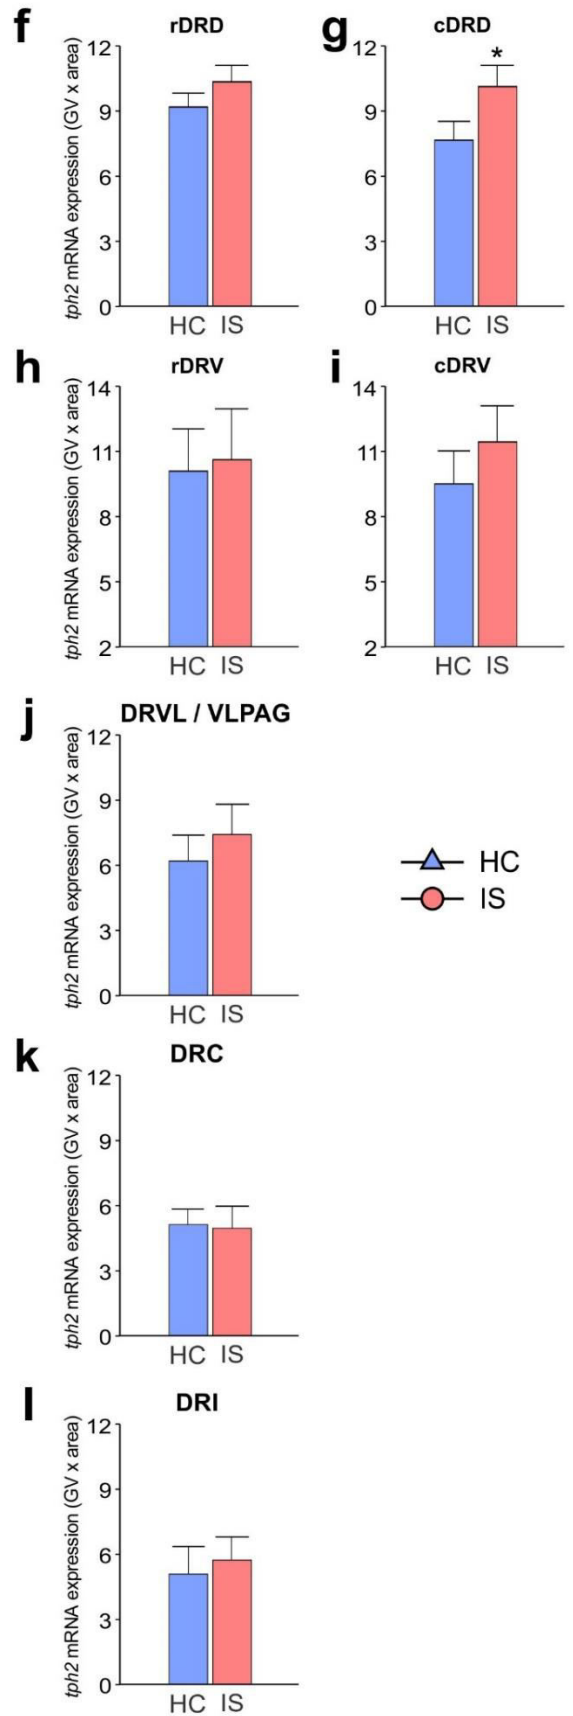 f
rDRD
tph2 mRNA expression (GV x area)
12
9
6
3
0
HC IS
g
cDRD
12
9
6
3
0
*
HC IS
h
rDRV
tph2 mRNA expression (GV x area)
14
11
8
5
2
HC IS
i
cDRV
14
11
8
5
2
HC IS
j
DRVL / VLPAG
tph2 mRNA expression (GV x area)
12
9
6
3
0
HC IS
HC
IS
k
DRC
tph2 mRNA expression (GV x area)
12
9
6
3
0
HC IS
l
DRI
tph2 mRNA expression (GV x area)
12
9
6
3
0
HC IS